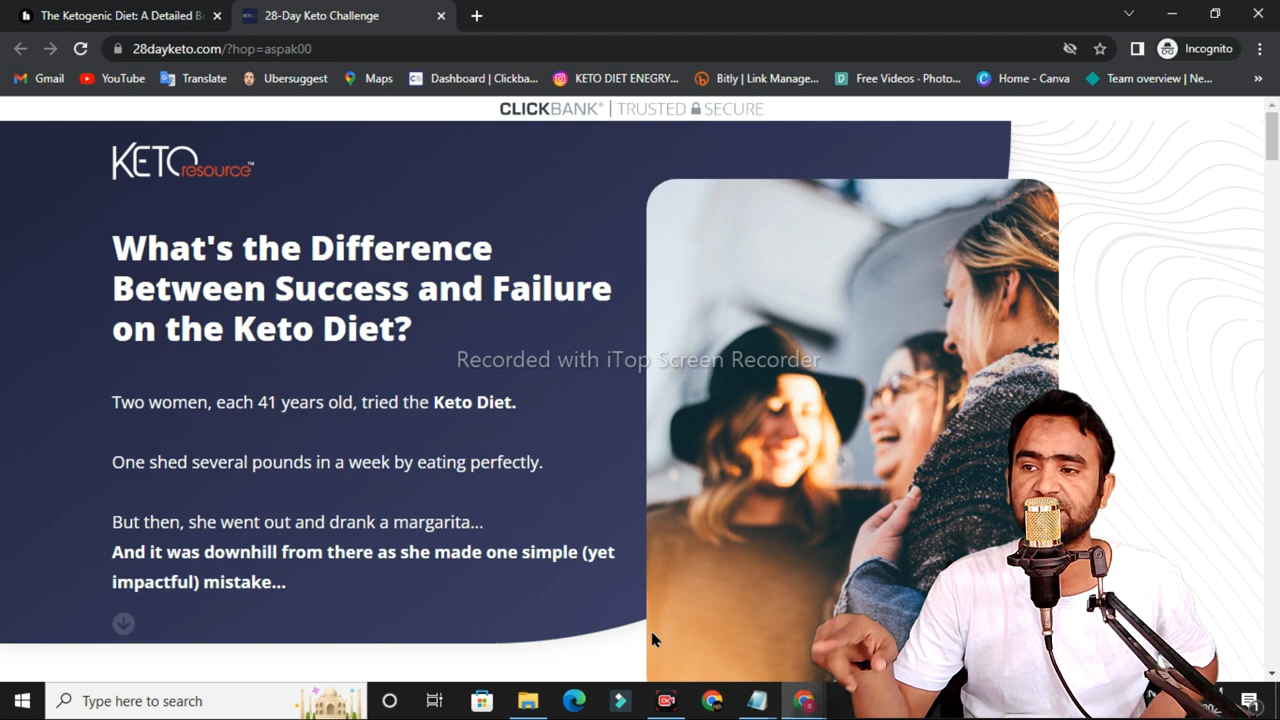 The Ketogenic Diet: A Detailed B
28-Day Keto Challenge
28dayketo.com/?hop=aspak00
Incognito
Gmail
YouTube
Translate
Ubersuggest
Maps
Dashboard | Clickba...
KETO DIET ENEGRY...
Bitly | Link Manage...
Free Videos · Photo...
Home - Canva
Team overview | Ne...
CLICKBANK® | TRUSTED SECURE
KETOresource™
What's the Difference
Between Success and Failure
on the Keto Diet?
Recorded with iTop Screen Recorder
Two women, each 41 years old, tried the Keto Diet.
One shed several pounds in a week by eating perfectly.
But then, she went out and drank a margarita...
And it was downhill from there as she made one simple (yet
impactful) mistake...
Type here to search